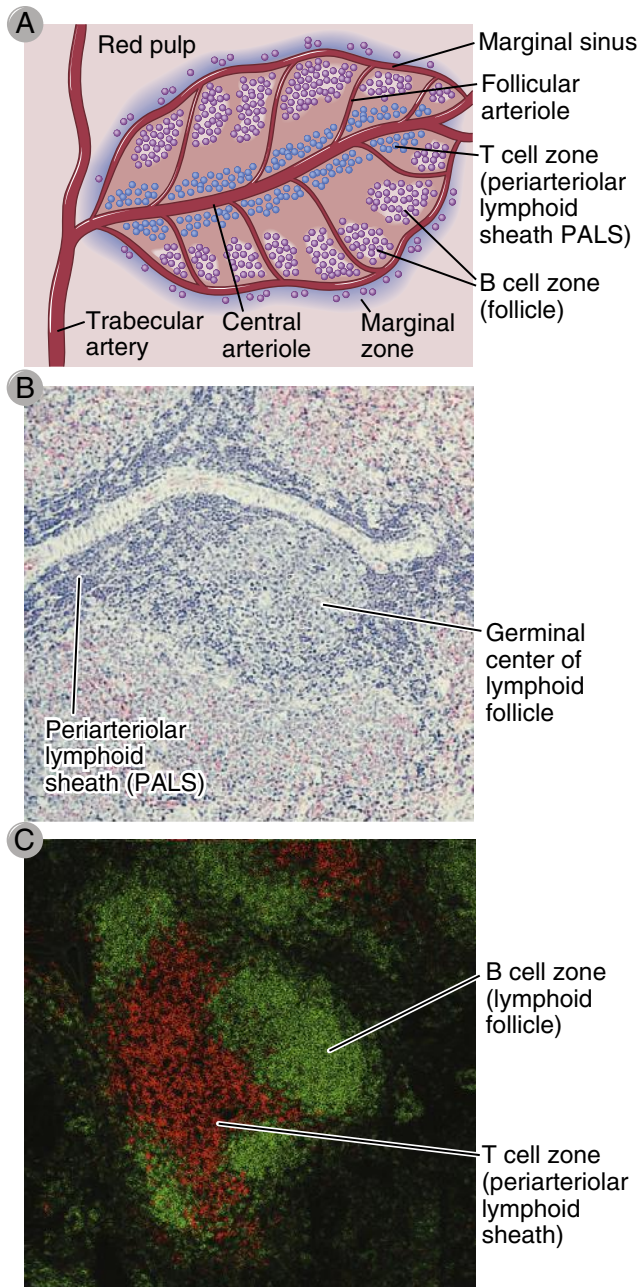 A
Red pulp
Marginal sinus
Follicular
arteriole
T cell zone
(periarteriolar
lymphoid
sheath PALS)
B cell zone
(follicle)
Trabecular
artery
Central
arteriole
Marginal
zone
B
Germinal
center of
lymphoid
follicle
Periarteriolar
lymphoid
sheath (PALS)
C
B cell zone
(lymphoid
follicle)
T cell zone
(periarteriolar
lymphoid
sheath)